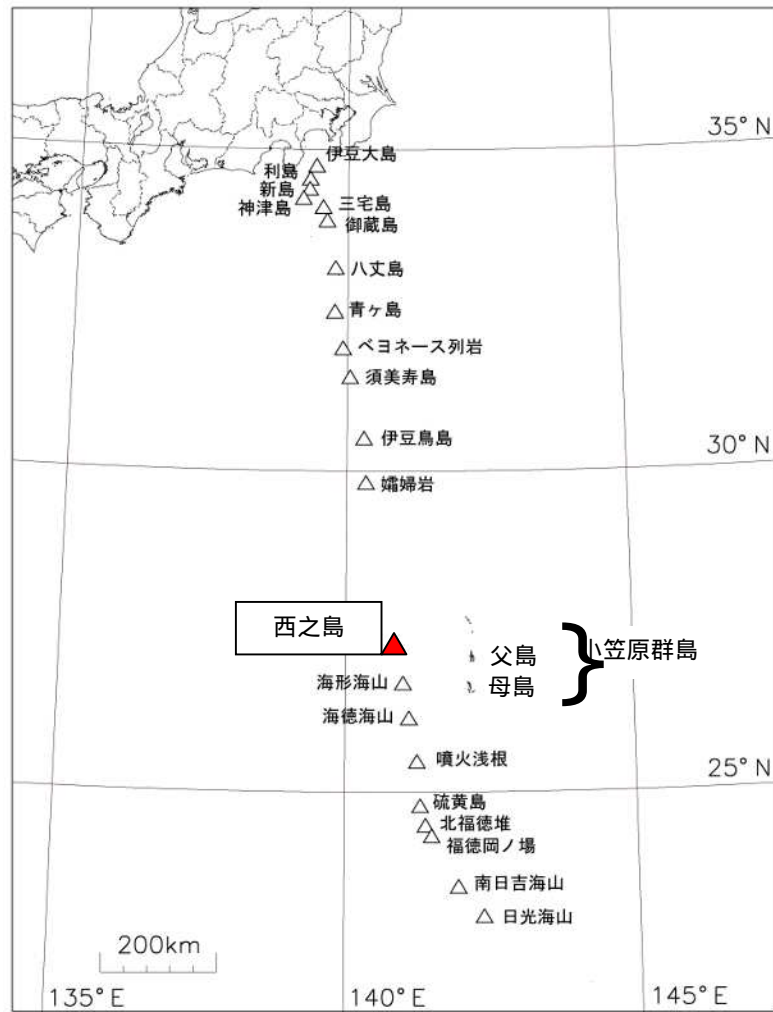 35° N
伊豆大島
利島
新島
神津島
三宅島
御蔵島
八丈島
青ヶ島
ベヨネース列岩
須美寿島
伊豆鳥島
30° N
孀婦岩
西之島
父島
母島
小笠原群島
海形海山
海徳海山
噴火浅根
25° N
硫黄島
北福徳堆
福徳岡ノ場
南日吉海山
日光海山
200km
135° E
140° E
145° E